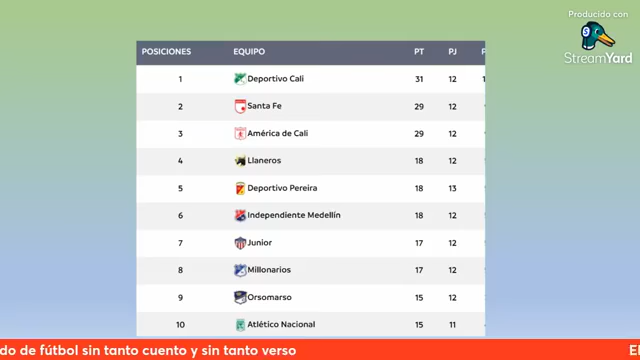 Producido con
StreamYard
POSICIONES EQUIPO PT PJ
1 Deportivo Cali 31 12
2 Santa Fe 29 12
3 América de Cali 29 12
4 Llaneros 18 12
5 Deportivo Pereira 18 13
6 Independiente Medellín 18 12
7 Junior 17 12
8 Millonarios 17 12
9 Orsomarso 15 12
10 Atlético Nacional 15 11
do de fútbol sin tanto cuento y sin tanto verso